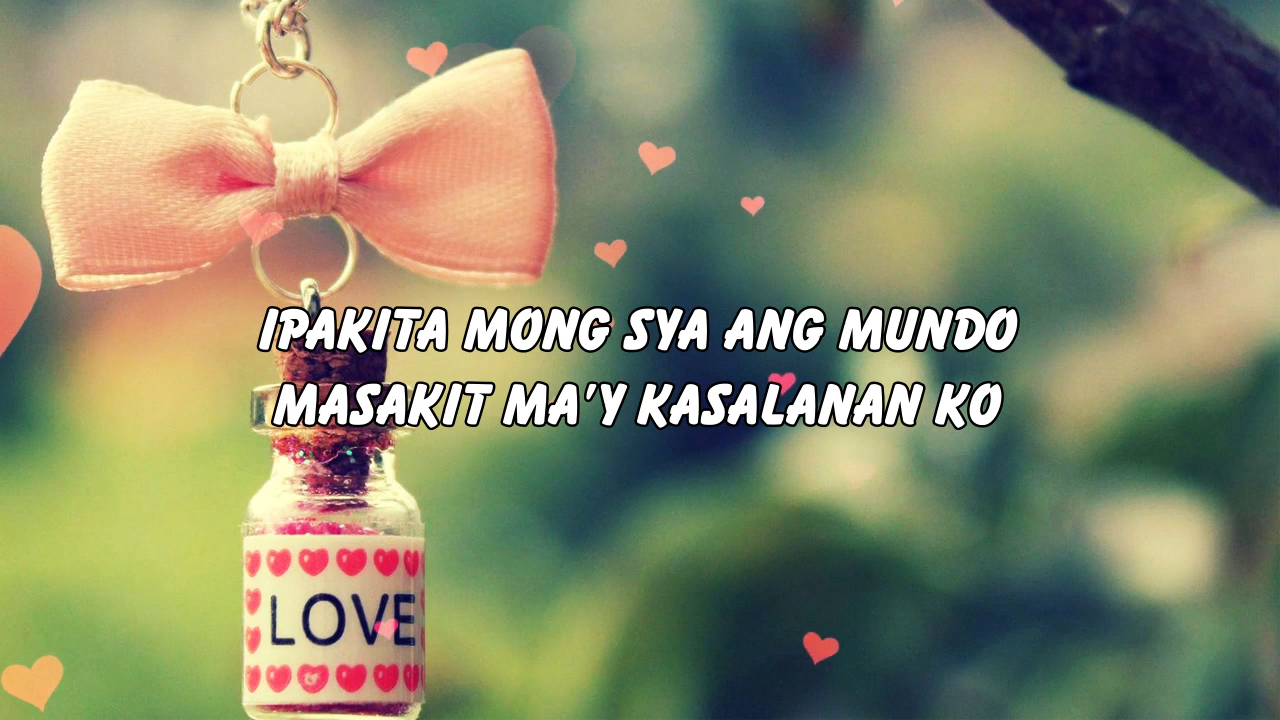 IPAKITA MONG SYA ANG MUNDO
MASAKIT MA'Y KASALANAN KO
LOVE